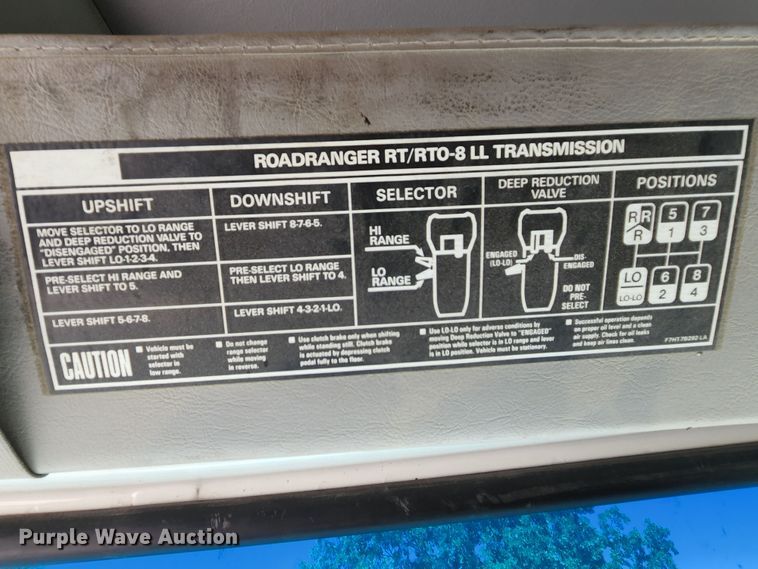 ROADRANGER RT/RTO-8 LL TRANSMISSION
UPSHIFT
MOVE SELECTOR TO LO RANGE
AND DEEP REDUCTION VALVE TO
"DISENGAGED" POSITION, THEN
LEVER SHIFT LO-1-2-3-4.
PRE-SELECT HI RANGE AND
LEVER SHIFT TO 5.
LEVER SHIFT 5-6-7-8.
DOWNSHIFT
LEVER SHIFT 8-7-6-5.
PRE-SELECT LO RANGE
THEN LEVER SHIFT TO 4.
LEVER SHIFT 4-3-2-1-LO.
SELECTOR
HI
RANGE
LO
RANGE
DEEP REDUCTION
VALVE
ENGAGED
(LO-LO)
DIS-
ENGAGED
DO NOT
PRE-
SELECT
POSITIONS
R R 5 7
R 1 3
LO 6 8
LO-LO 2 4
CAUTION
■ Vehicle must be
started with
selector in
low range.
■ Do not change
range selector
while moving
in reverse.
■ Use clutch brake only when shifting
while standing still. Clutch brake
is actuated by depressing clutch
pedal fully to the floor.
■ Use LO-LO only for adverse conditions by
moving Deep Reduction Valve to "ENGAGED"
position while selector is in LO range and lever
is in LO position. Vehicle must be stationary.
■ Successful operation depends
on proper oil level and a clean
air supply. Check for all leaks
and keep air lines clean.
F7HT-7B292-LA
Purple Wave Auction